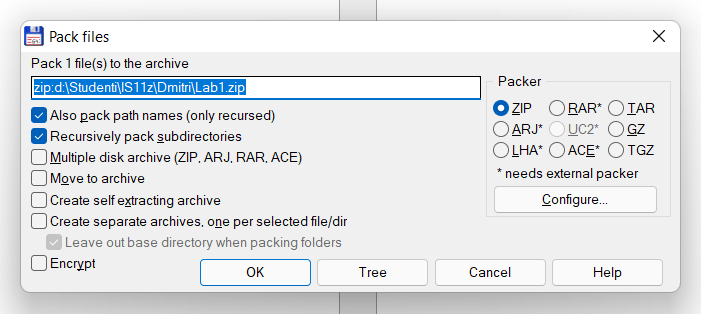 Pack files
Pack 1 file(s) to the archive
zip:d:\Studenti\IS11z\Dmitri\Lab1.zip
Also pack path names (only recursed)
Recursively pack subdirectories
Multiple disk archive (ZIP, ARJ, RAR, ACE)
Move to archive
Create self extracting archive
Create separate archives, one per selected file/dir
Leave out base directory when packing folders
Encrypt
Packer
ZIP RAR* TAR
ARJ* UC2* GZ
LHA* ACE* TGZ
* needs external packer
Configure...
OK Tree Cancel Help